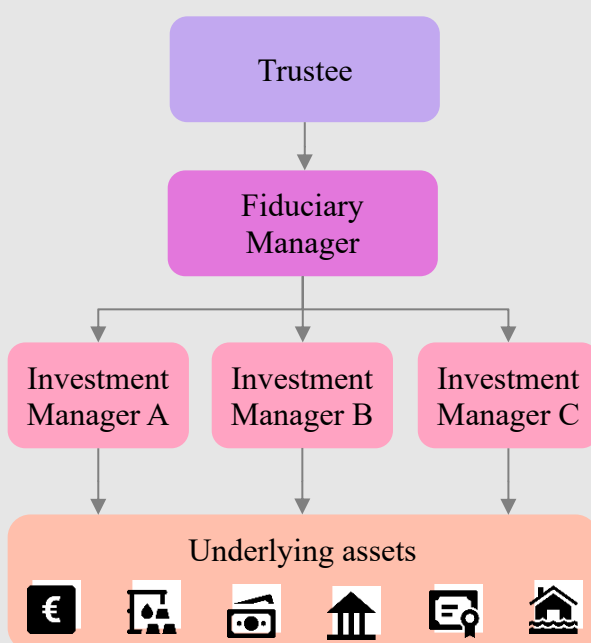 Trustee
Fiduciary
Manager
Investment
Manager A
Investment
Manager B
Investment
Manager C
Underlying assets
€